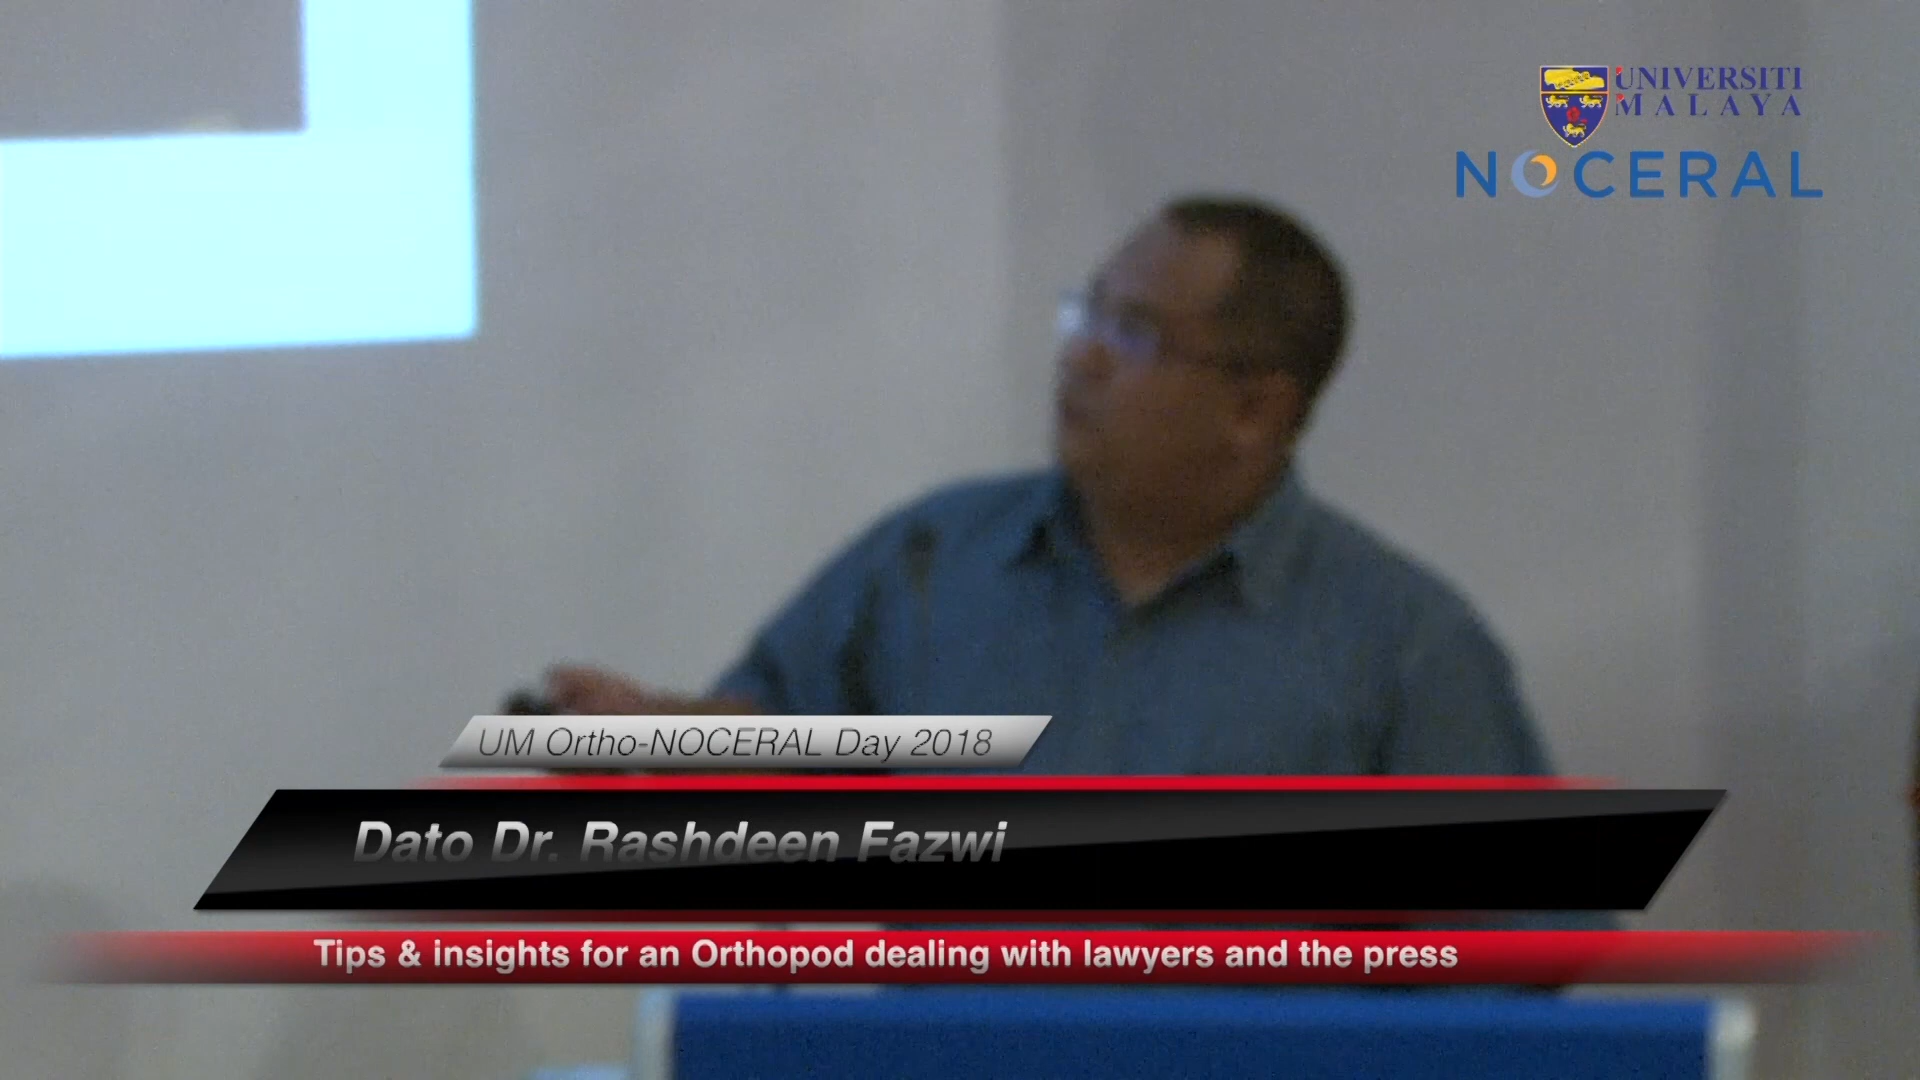 UNIVERSITI
MALAYA
NOCERAL
UM Ortho-NOCERAL Day 2018
Dato Dr. Rashdeen Fazwi
Tips & insights for an Orthopod dealing with lawyers and the press